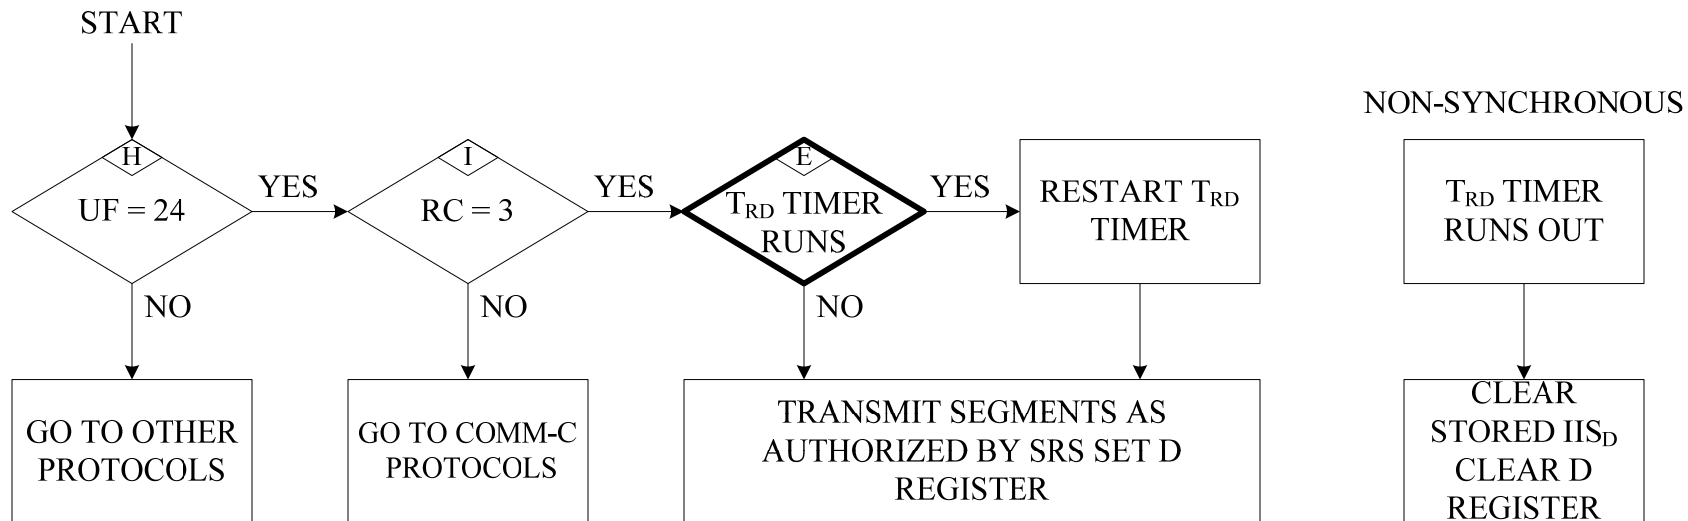 START
NON-SYNCHRONOUS
H
UF = 24
YES
NO
I
RC = 3
YES
NO
E
TRD TIMER
RUNS
YES
NO
RESTART TRD
TIMER
TRD TIMER
RUNS OUT
GO TO OTHER
PROTOCOLS
GO TO COMM-C
PROTOCOLS
TRANSMIT SEGMENTS AS
AUTHORIZED BY SRS SET D
REGISTER
CLEAR
STORED IISD
CLEAR D
REGISTER